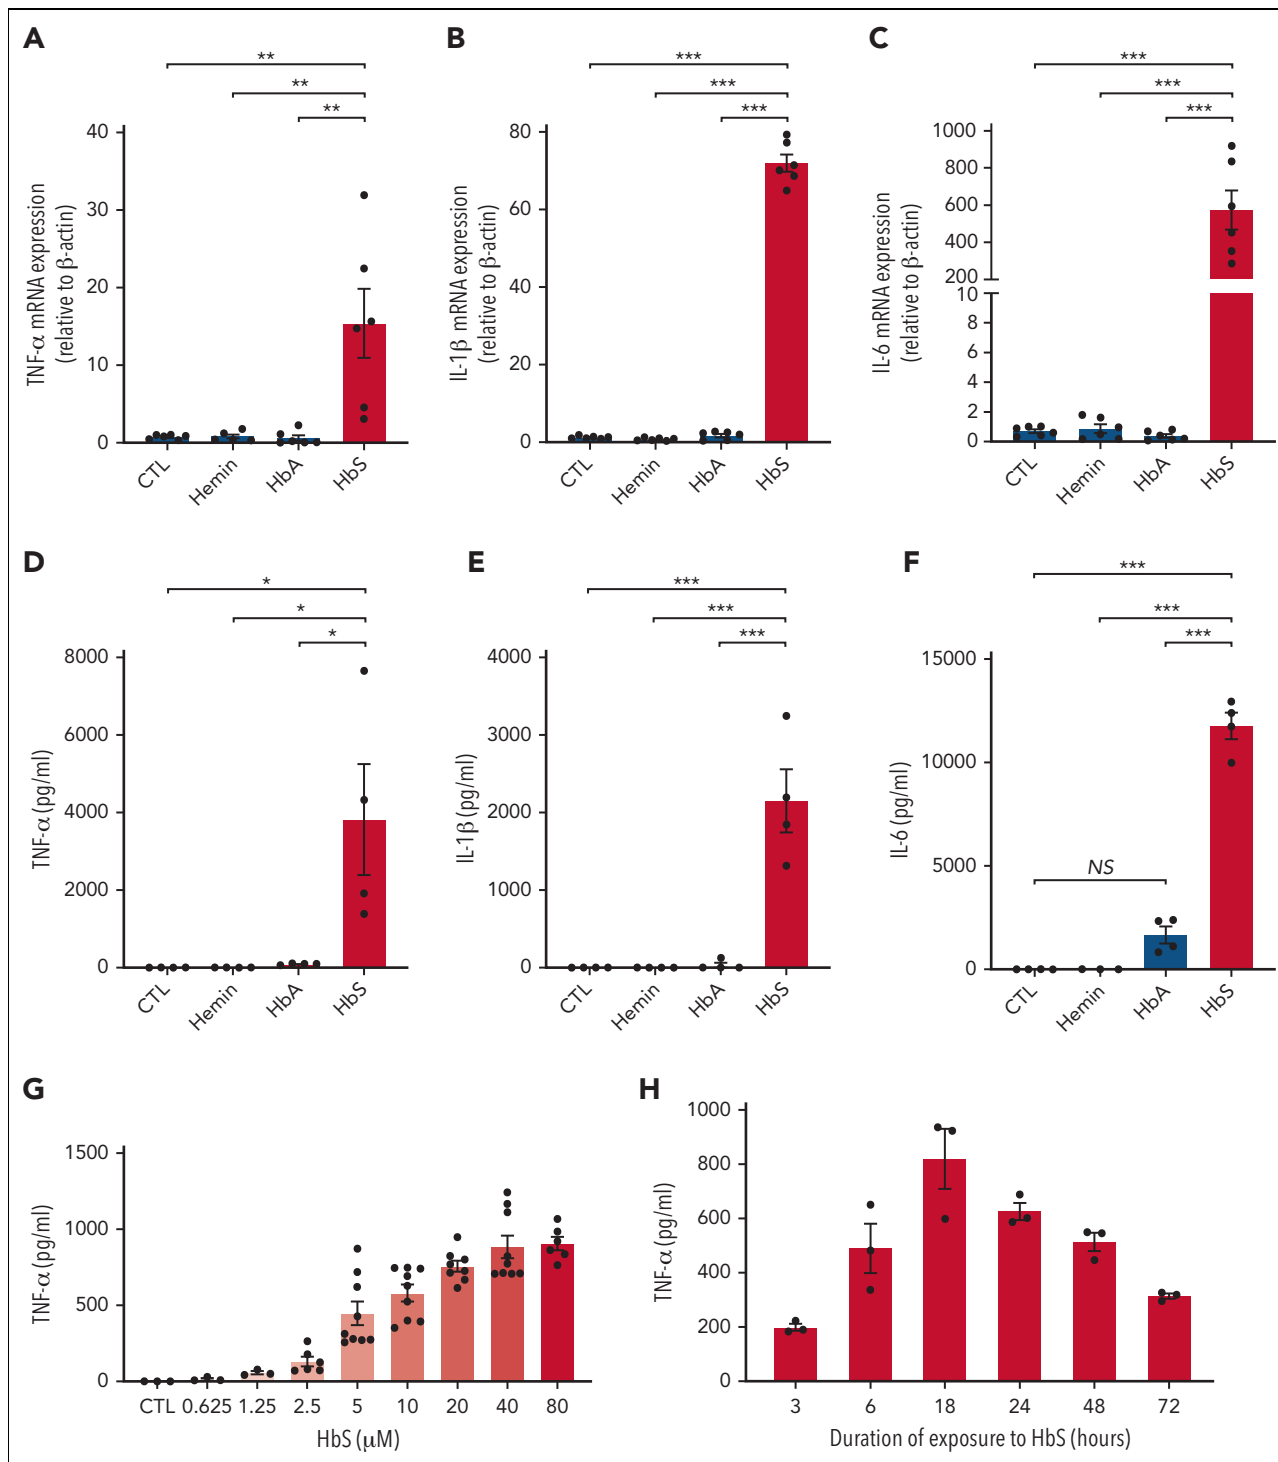 A
**
**
**
TNF-α mRNA expression
(relative to β-actin)
40
30
20
10
0
CTL
Hemin
HbA
HbS
B
***
***
***
IL-1β mRNA expression
(relative to β-actin)
80
60
40
20
0
CTL
Hemin
HbA
HbS
C
***
***
***
IL-6 mRNA expression
(relative to β-actin)
1000
800
600
400
200
10
8
6
4
2
0
CTL
Hemin
HbA
HbS
D
*
*
*
TNF-α (pg/ml)
8000
6000
4000
2000
0
CTL
Hemin
HbA
HbS
E
***
***
***
IL-1β (pg/ml)
4000
3000
2000
1000
0
CTL
Hemin
HbA
HbS
F
***
***
***
NS
IL-6 (pg/ml)
15000
10000
5000
0
CTL
Hemin
HbA
HbS
G
TNF-α (pg/ml)
1500
1000
500
0
CTL 0.625 1.25 2.5 5 10 20 40 80
HbS (μM)
H
TNF-α (pg/ml)
1000
800
600
400
200
0
3 6 18 24 48 72
Duration of exposure to HbS (hours)